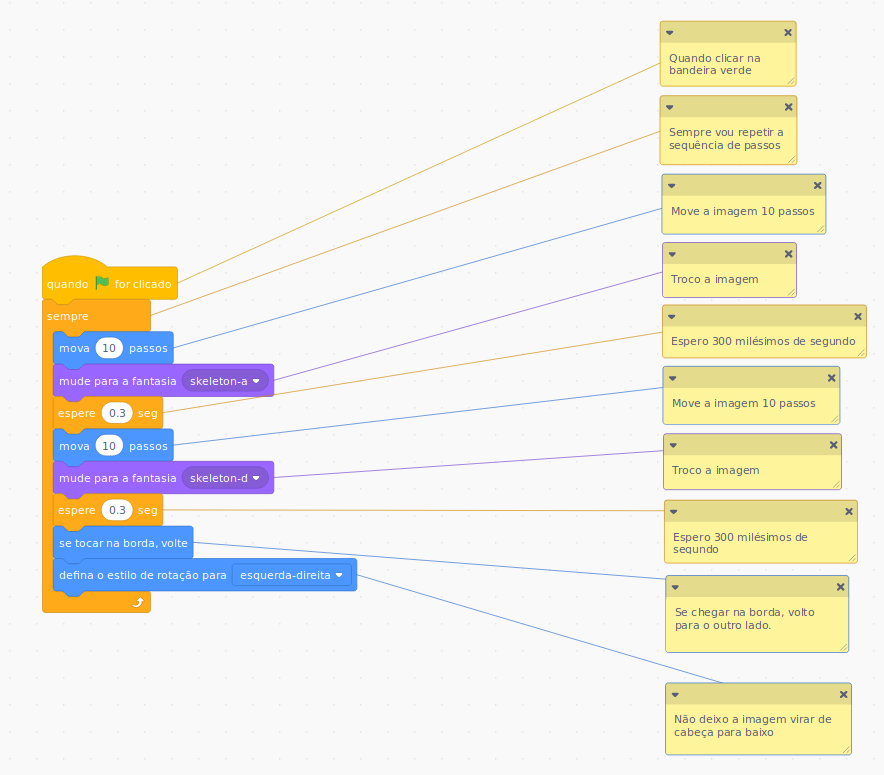 quando for clicado
sempre
mova 10 passos
mude para a fantasia skeleton-a
espere 0.3 seg
mova 10 passos
mude para a fantasia skeleton-d
espere 0.3 seg
se tocar na borda, volte
defina o estilo de rotação para esquerda-direita
Quando clicar na
bandeira verde
Sempre vou repetir a
sequência de passos
Move a imagem 10 passos
Troco a imagem
Espero 300 milésimos de segundo
Move a imagem 10 passos
Troco a imagem
Espero 300 milésimos de
segundo
Se chegar na borda, volto
para o outro lado.
Não deixo a imagem virar de
cabeça para baixo